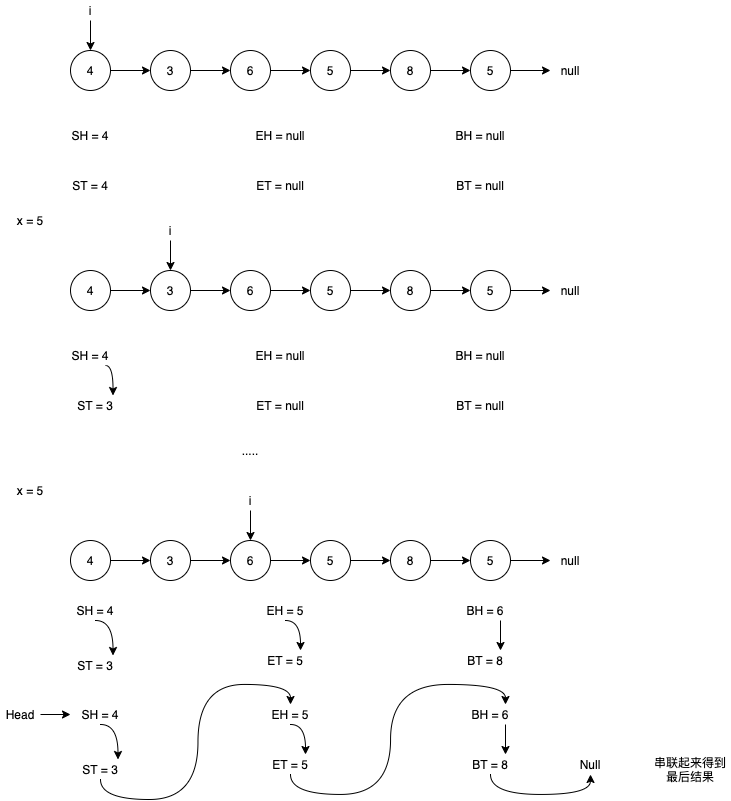 i
4 3 6 5 8 5 null
SH = 4 EH = null BH = null
ST = 4 ET = null BT = null
x = 5
i
4 3 6 5 8 5 null
SH = 4 EH = null BH = null
ST = 3 ET = null BT = null
.....
x = 5
i
4 3 6 5 8 5 null
SH = 4 EH = 5 BH = 6
ST = 3 ET = 5 BT = 8
Head SH = 4 EH = 5 BH = 6
ST = 3 ET = 5 BT = 8 Null
串联起来得到
最后结果